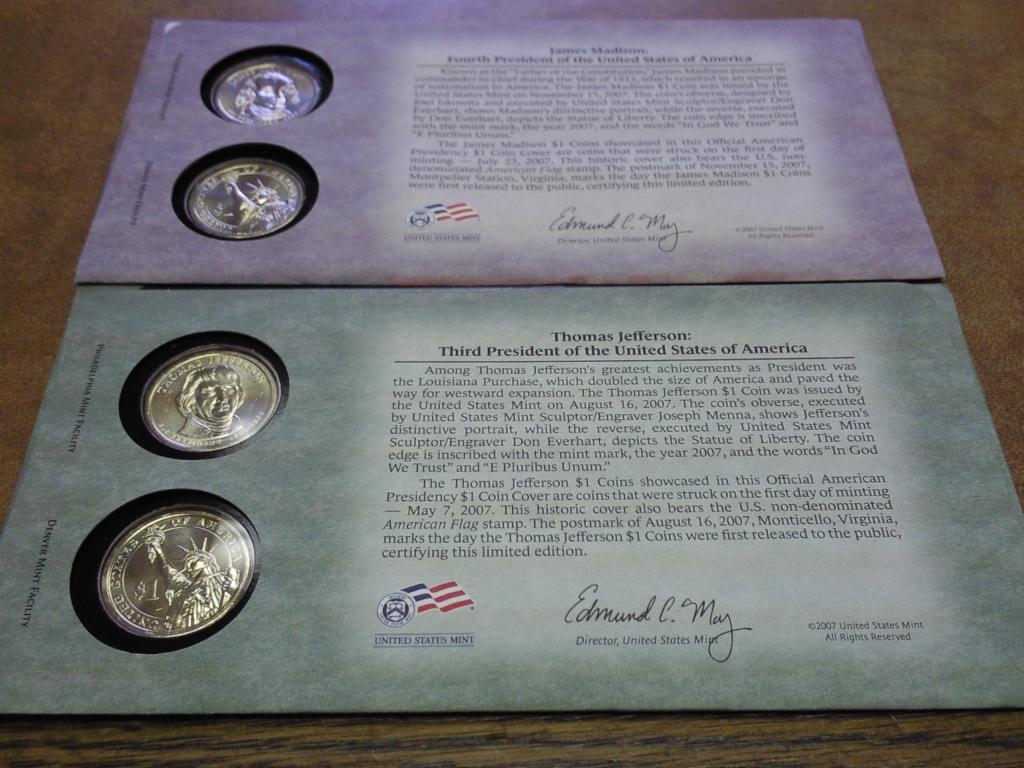 James Madison:
Fourth President of the United States of America
Known as the "Father of the Constitution," James Madison presided as
commander-in-chief during the War of 1812, which resulted in an upsurge
of nationalism in America. The James Madison $1 Coin was issued by the
United States Mint on November 15, 2007. The coin's obverse, designed by
Joel Iskowitz and executed by United States Mint Sculptor/Engraver Don
Everhart, shows Madison's distinctive portrait, while the reverse, executed
by Don Everhart, depicts the Statue of Liberty. The coin edge is inscribed
with the mint mark, the year 2007, and the words "In God We Trust" and
"E Pluribus Unum."
The James Madison $1 Coins showcased in this Official American
Presidency $1 Coin Cover are coins that were struck on the first day of
minting — July 23, 2007. This historic cover also bears the U.S. non-
denominated American Flag stamp. The postmark of November 15, 2007,
Montpelier Station, Virginia, marks the day the James Madison $1 Coins
were first released to the public, certifying this limited edition.
Denver Mint Facility
UNITED STATES MINT
Edmund C. Moy
Director, United States Mint
©2007 United States Mint
All Rights Reserved
Philadelphia Mint Facility
THOMAS JEFFERSON
Denver Mint Facility
UNITED STATES OF AMERICA
$1
Thomas Jefferson:
Third President of the United States of America
Among Thomas Jefferson's greatest achievements as President was
the Louisiana Purchase, which doubled the size of America and paved the
way for westward expansion. The Thomas Jefferson $1 Coin was issued by
the United States Mint on August 16, 2007. The coin's obverse, executed
by United States Mint Sculptor/Engraver Joseph Menna, shows Jefferson's
distinctive portrait, while the reverse, executed by United States Mint
Sculptor/Engraver Don Everhart, depicts the Statue of Liberty. The coin
edge is inscribed with the mint mark, the year 2007, and the words "In God
We Trust" and "E Pluribus Unum."
The Thomas Jefferson $1 Coins showcased in this Official American
Presidency $1 Coin Cover are coins that were struck on the first day of minting
— May 7, 2007. This historic cover also bears the U.S. non-denominated
American Flag stamp. The postmark of August 16, 2007, Monticello, Virginia,
marks the day the Thomas Jefferson $1 Coins were first released to the public,
certifying this limited edition.
UNITED STATES MINT
Edmund C. Moy
Director, United States Mint
©2007 United States Mint
All Rights Reserved